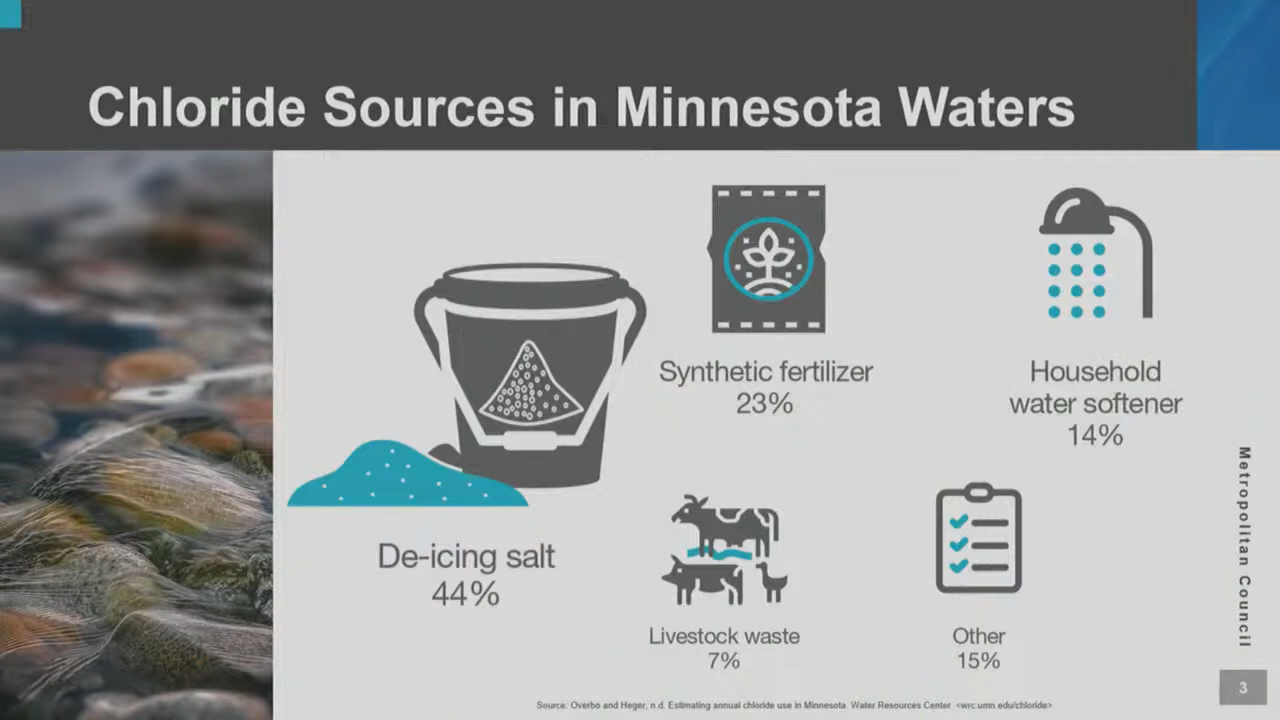 Chloride Sources in Minnesota Waters
Synthetic fertilizer
23%
Household
water softener
14%
De-icing salt
44%
Livestock waste
7%
Other
15%
Metropolitan Council
3
Source: Overbo and Heger, n.d. Estimating annual chloride use in Minnesota. Water Resources Center. <wrc.umn.edu/chloride>